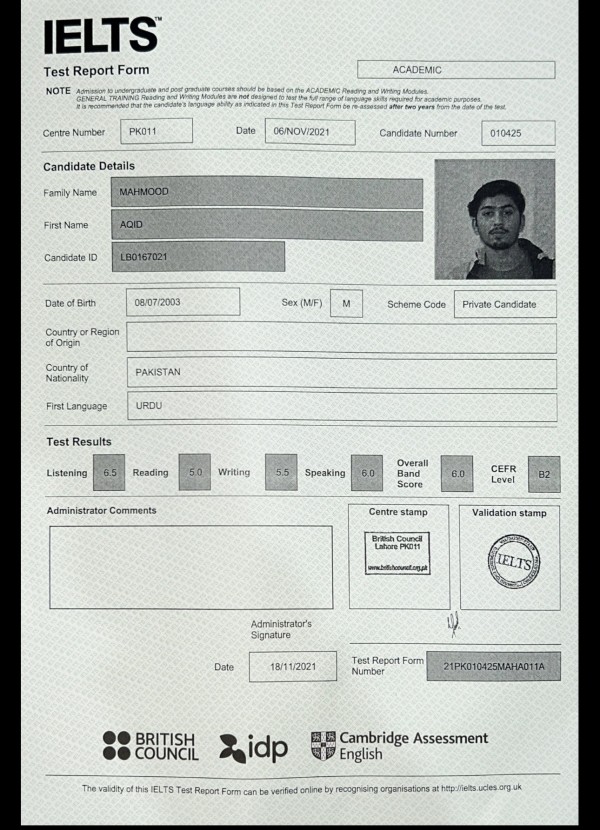 IELTS™
Test Report Form
ACADEMIC
NOTE Admission to undergraduate and post graduate courses should be based on the ACADEMIC Reading and Writing Modules.
GENERAL TRAINING Reading and Writing Modules are not designed to test the full range of language skills required for academic purposes.
It is recommended that the candidate's language ability as indicated in this Test Report Form be re-assessed after two years from the date of the test.
Centre Number PK011 Date 06/NOV/2021 Candidate Number 010425
Candidate Details
Family Name MAHMOOD
First Name AQID
Candidate ID LB0167021
Date of Birth 08/07/2003 Sex (M/F) M Scheme Code Private Candidate
Country or Region
of Origin
Country of
Nationality PAKISTAN
First Language URDU
Test Results
Listening 6.5 Reading 5.0 Writing 5.5 Speaking 6.0 Overall Band Score 6.0 CEFR Level B2
Administrator Comments
Centre stamp
Validation stamp
British Council
Lahore PK011
www.britishcouncil.org.pk
IELTS
Administrator's
Signature
Date 18/11/2021
Test Report Form
Number 21PK010425MAHA011A
BRITISH
COUNCIL
idp
Cambridge Assessment
English
The validity of this IELTS Test Report Form can be verified online by recognising organisations at http://ielts.ucles.org.uk